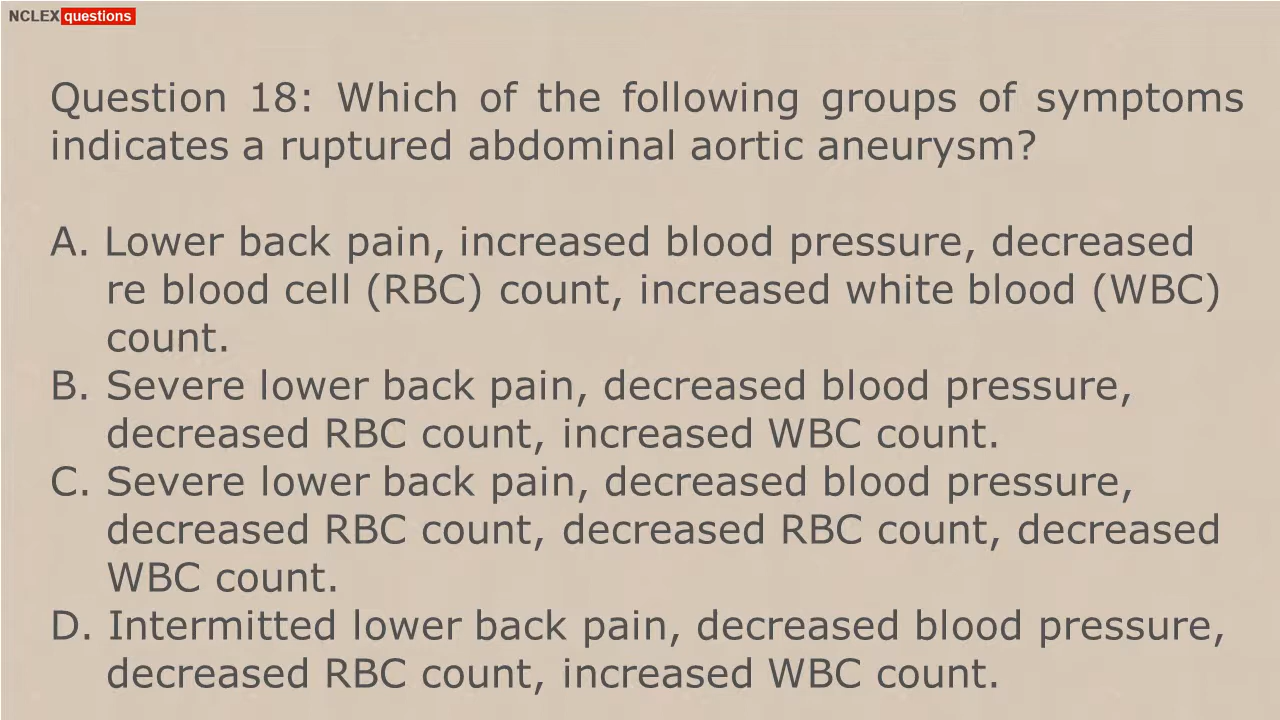 NCLEX questions
Question 18: Which of the following groups of symptoms
indicates a ruptured abdominal aortic aneurysm?
A. Lower back pain, increased blood pressure, decreased
re blood cell (RBC) count, increased white blood (WBC)
count.
B. Severe lower back pain, decreased blood pressure,
decreased RBC count, increased WBC count.
C. Severe lower back pain, decreased blood pressure,
decreased RBC count, decreased RBC count, decreased
WBC count.
D. Intermitted lower back pain, decreased blood pressure,
decreased RBC count, increased WBC count.